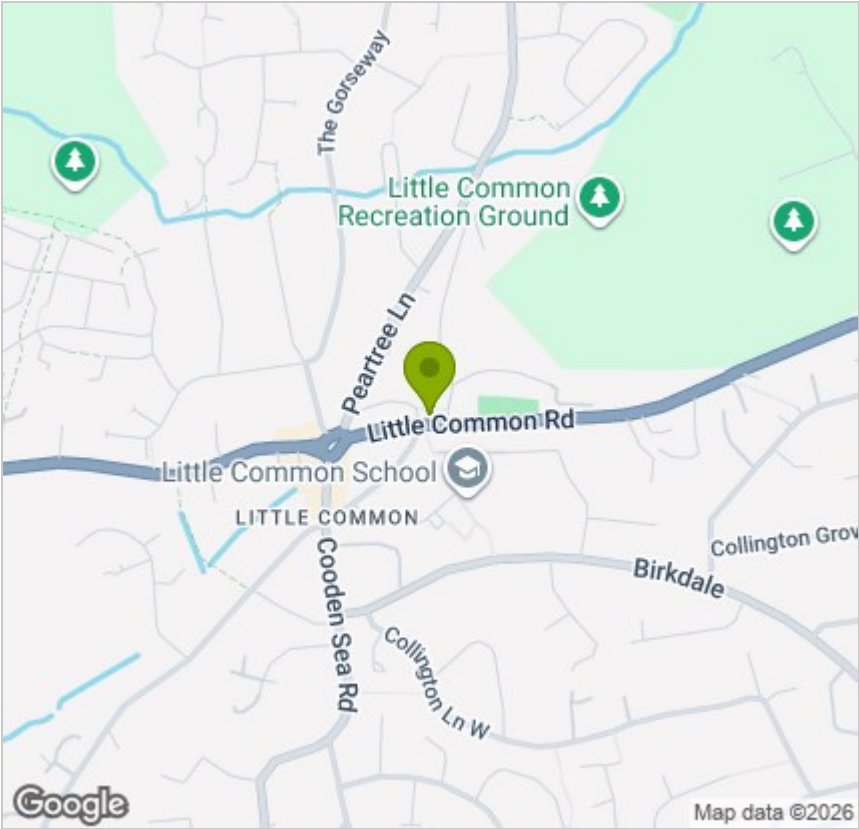 The Gorseway
Little Common
Recreation Ground
Peartree Ln
Little Common Rd
Little Common School
LITTLE COMMON
Collington Grov
Birkdale
Cooden Sea Rd
Collington Ln W
Google
Map data ©2026